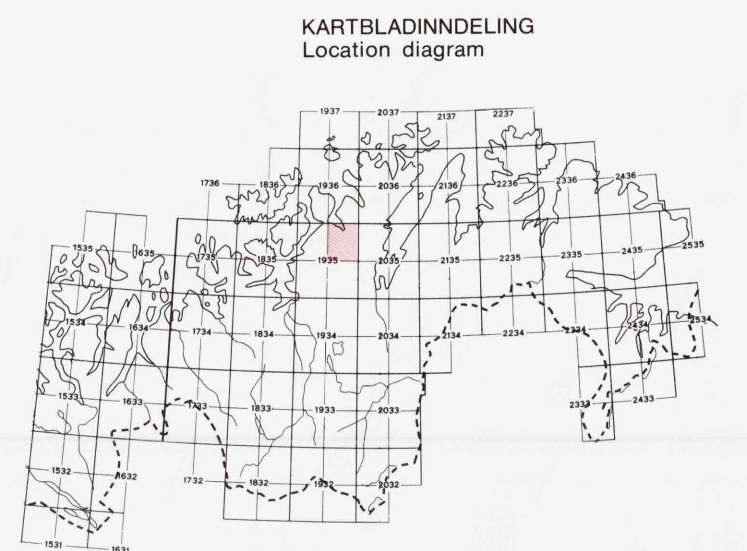 KARTBLADINNDELING
Location diagram
1937 2037 2137 2237
1736 1836 1936 2036 2136 2236 2336 2436
1535 1635 1735 1835 1935 2035 2135 2235 2335 2435 2535
1534 1634 1734 1834 1934 2034 2134 2234 2334 2434 2534
1533 1633 1733 1833 1933 2033 2333 2433
1532 1632 1732 1832 1932 2032
1531 1631